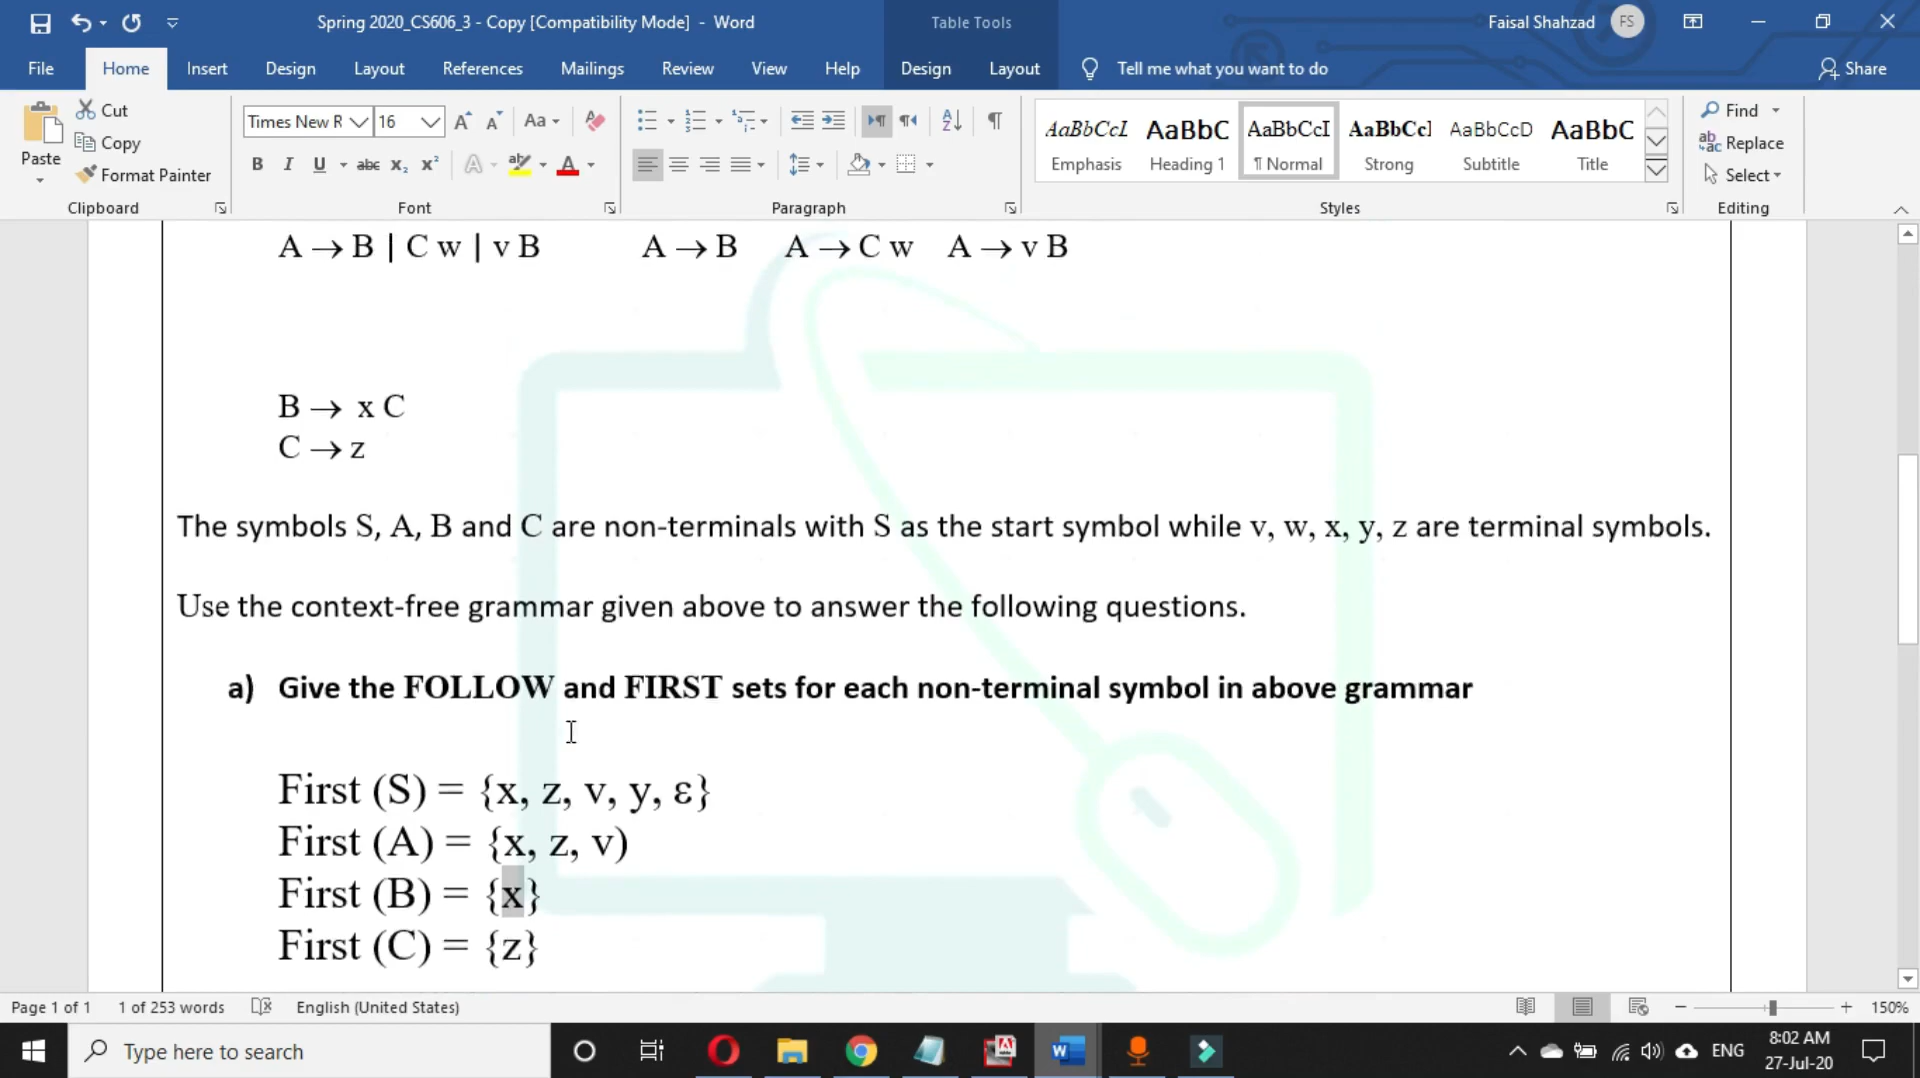 Spring 2020_CS606_3 - Copy [Compatibility Mode] - Word
Table Tools
Faisal Shahzad FS
File Home Insert Design Layout References Mailings Review View Help Design Layout Tell me what you want to do Share
Paste
Cut
Copy
Format Painter
Clipboard
Times New R 16 Aa
B I U abc x₂ x²
Font
Paragraph
AaBbCcI Emphasis
AaBbC Heading 1
AaBbCcI ¶ Normal
AaBbCcI Strong
AaBbCcD Subtitle
AaBbC Title
Styles
Find
Replace
Select
Editing
A → B | C w | v B A → B A → C w A → v B
B → x C
C → z
The symbols S, A, B and C are non-terminals with S as the start symbol while v, w, x, y, z are terminal symbols.
Use the context-free grammar given above to answer the following questions.
a) Give the FOLLOW and FIRST sets for each non-terminal symbol in above grammar
First (S) = {x, z, v, y, ε}
First (A) = {x, z, v)
First (B) = {x}
First (C) = {z}
Page 1 of 1 1 of 253 words English (United States) 150%
Type here to search
ENG
8:02 AM
27-Jul-20